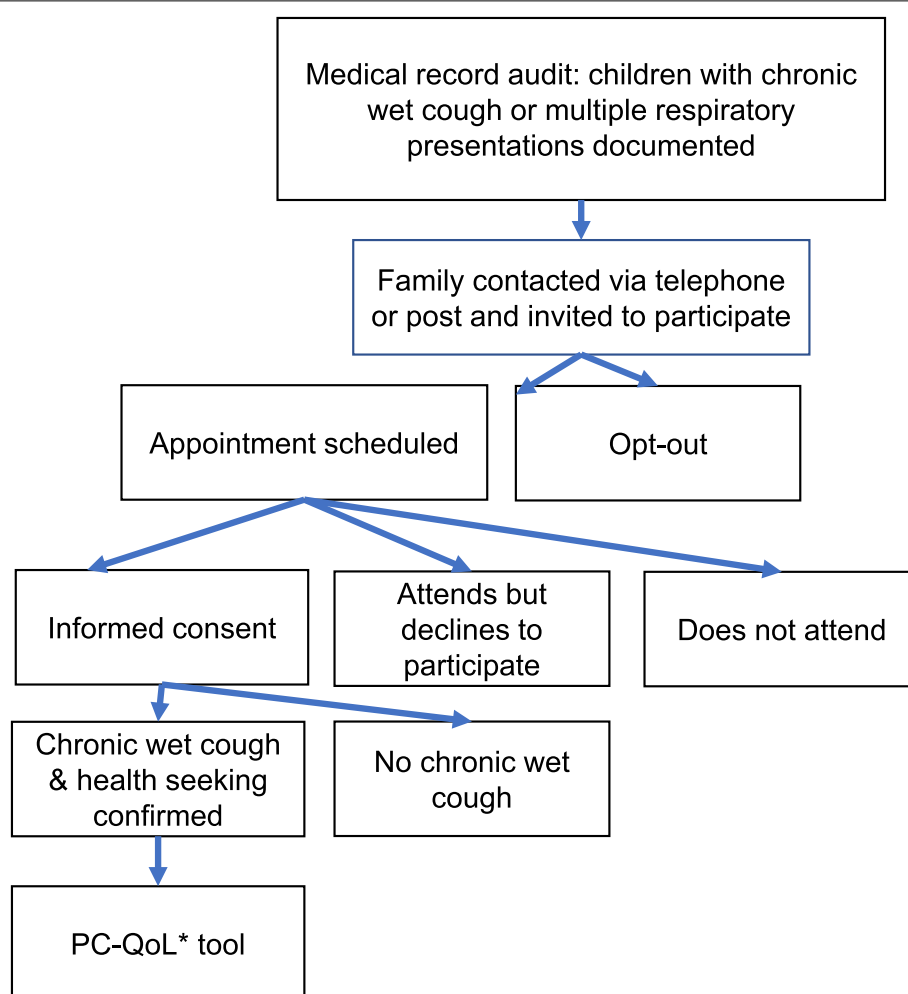 Medical record audit: children with chronic
wet cough or multiple respiratory
presentations documented
Family contacted via telephone
or post and invited to participate
Appointment scheduled
Opt-out
Informed consent
Attends but
declines to
participate
Does not attend
Chronic wet cough
& health seeking
confirmed
No chronic wet
cough
PC-QoL* tool